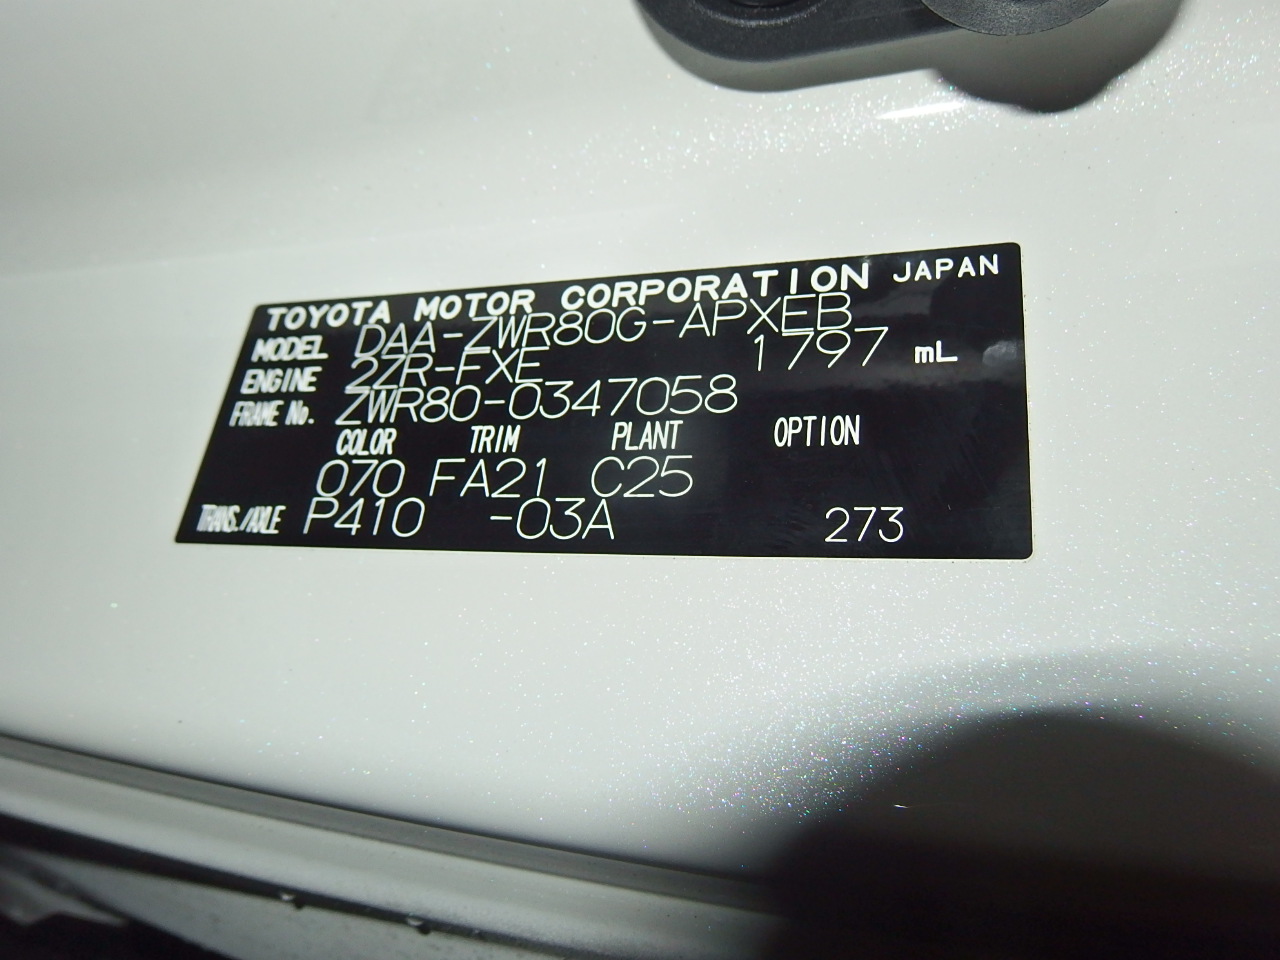 TOYOTA MOTOR CORPORATION JAPAN
MODEL DAA-ZWR80G-APXEB
ENGINE 2ZR-FXE 1797 mL
FRAME No. ZWR80-0347058
COLOR TRIM PLANT OPTION
070 FA21 C25
TRANS./AXLE P410 -03A 273